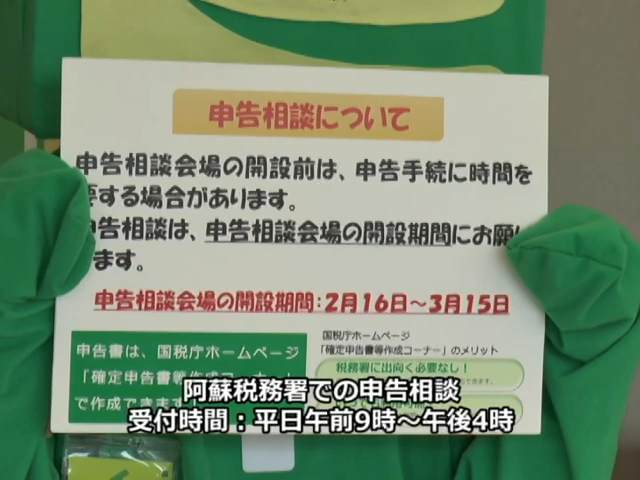 申告相談について
申告相談会場の開設前は、申告手続に時間を
要する場合があります。
申告相談は、申告相談会場の開設期間にお願い
ます。
申告相談会場の開設期間：2月16日～3月15日
申告書は、国税庁ホームページ
「確定申告書等作成コーナー」
で作成できます
国税庁ホームページ
「確定申告書等作成コーナー」のメリット
税務署に出向く必要なし！
阿蘇税務署での申告相談
受付時間：平日午前9時～午後4時